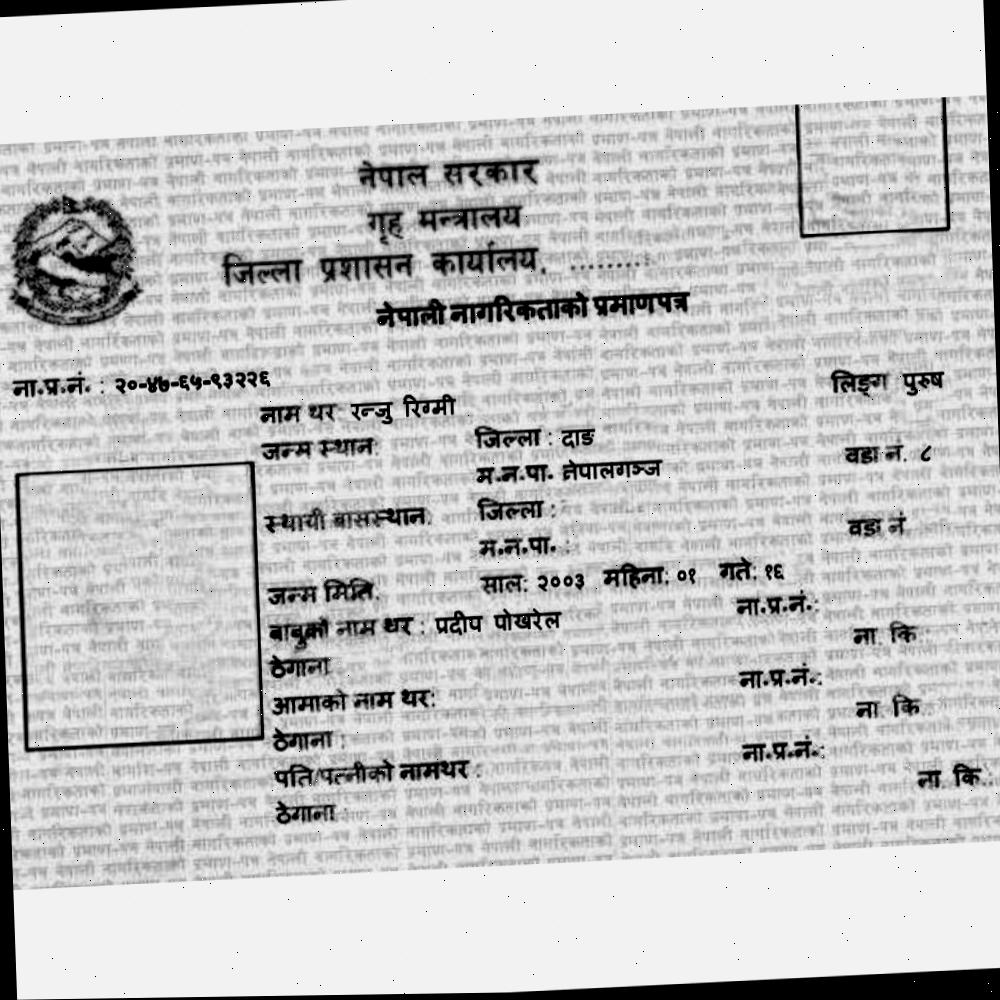 नेपाल सरकार
गृह मन्त्रालय
जिल्ला प्रशासन कार्यालय, .........
नेपाली नागरिकताको प्रमाणपत्र
ना.प्र.नं. : २०-४७-६५-९३२२६
लिङ्ग पुरुष
नाम थर रन्जु रिग्मी
जन्म स्थान: जिल्ला : दाङ
म.न.पा. नेपालगञ्ज वडा नं. ८
स्थायी बासस्थान: जिल्ला :
म.न.पा. : वडा नं
जन्म मिति: साल: २००३ महिना: ०१ गते: १६
बाबुको नाम थर : प्रदीप पोखरेल ना.प्र.नं.:
ठेगाना ना कि :
आमाको नाम थर: ना.प्र.नं.:
ठेगाना : ना कि :
पति/पत्नीको नामथर : ना.प्र.नं.:
ठेगाना ना. कि.: